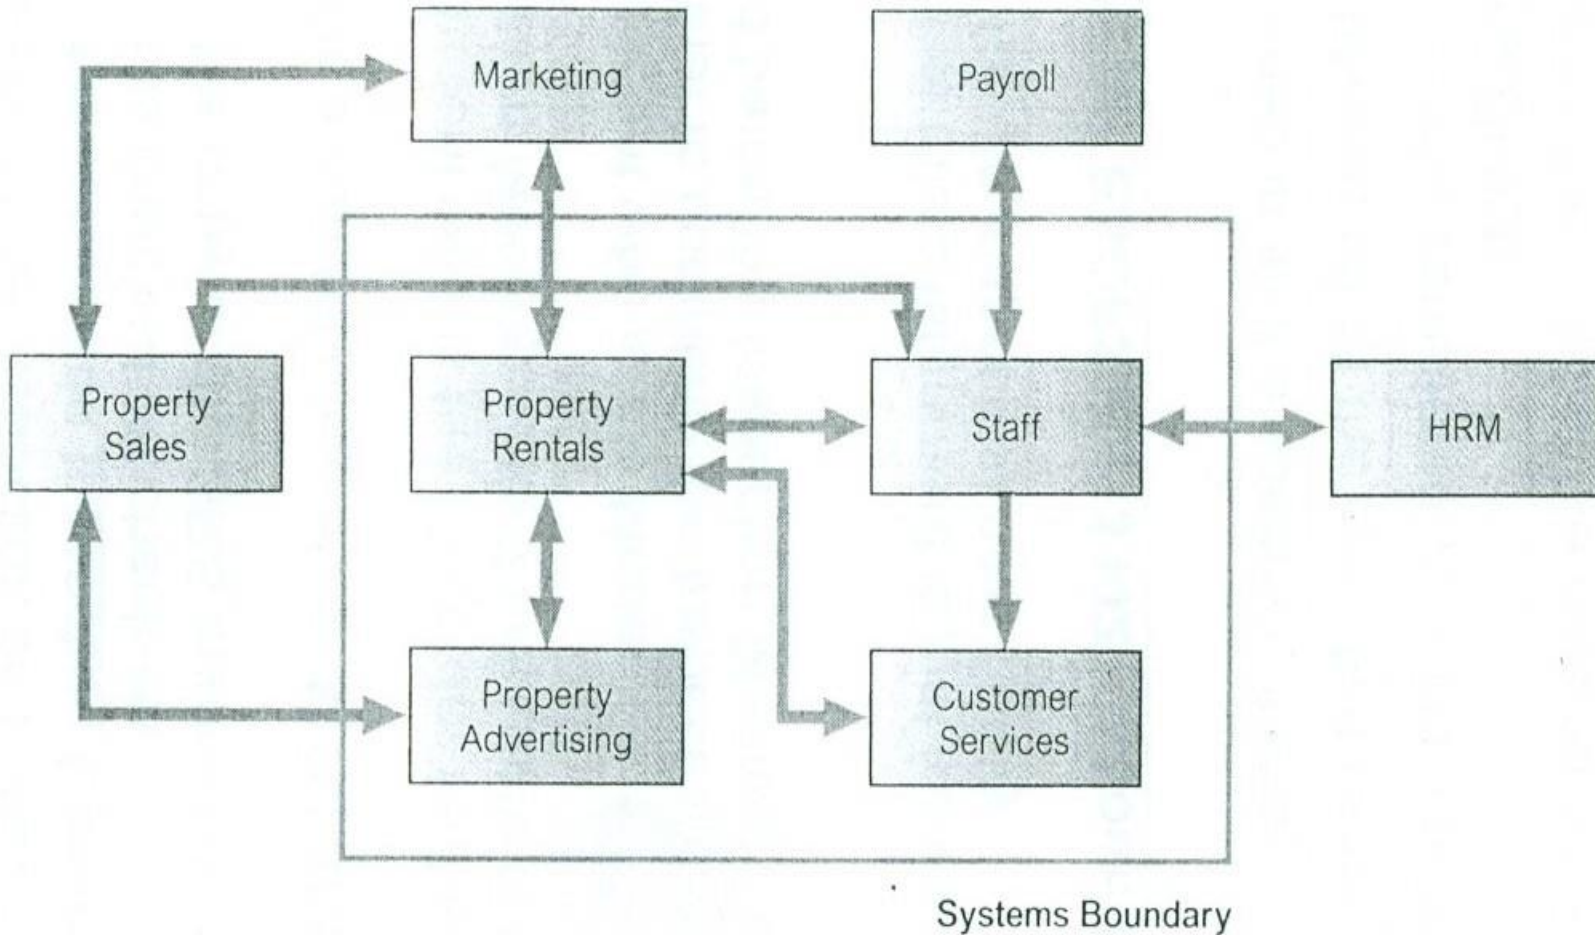 Marketing
Payroll
Property
Sales
Property
Rentals
Staff
HRM
Property
Advertising
Customer
Services
Systems Boundary